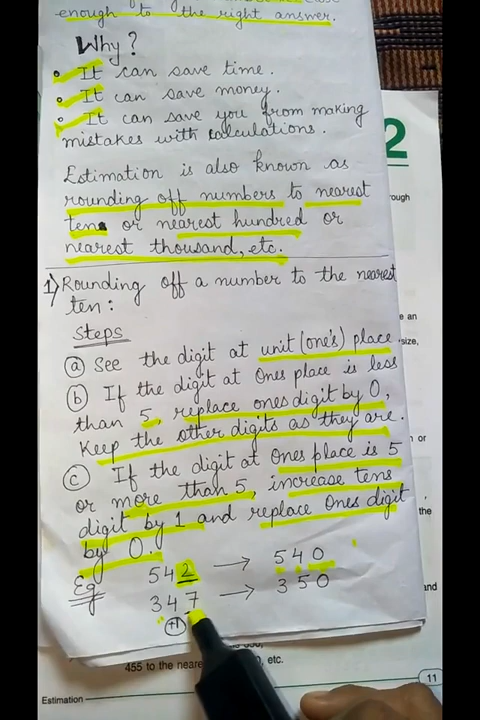 enough to the right answer.
Why?
• It can save time.
• It can save money.
• It can save you from making
mistakes with calculations.
Estimation is also known as
rounding off numbers to nearest
ten or nearest hundred or
nearest thousand, etc.
1) Rounding off a number to the nearest
ten:
Steps
(a) See the digit at unit (one's) place
(b) If the digit at Ones place is less
than 5, replace ones digit by 0,
Keep the other digits as they are.
(c) If the digit at Ones place is 5
or more than 5, increase tens
digit by 1 and replace Ones digit
by 0.
Eg 542 → 540
347 → 350
+1
2
rough
e an
size,
n or
the
and
455 to the neare
, etc.
Estimation
11